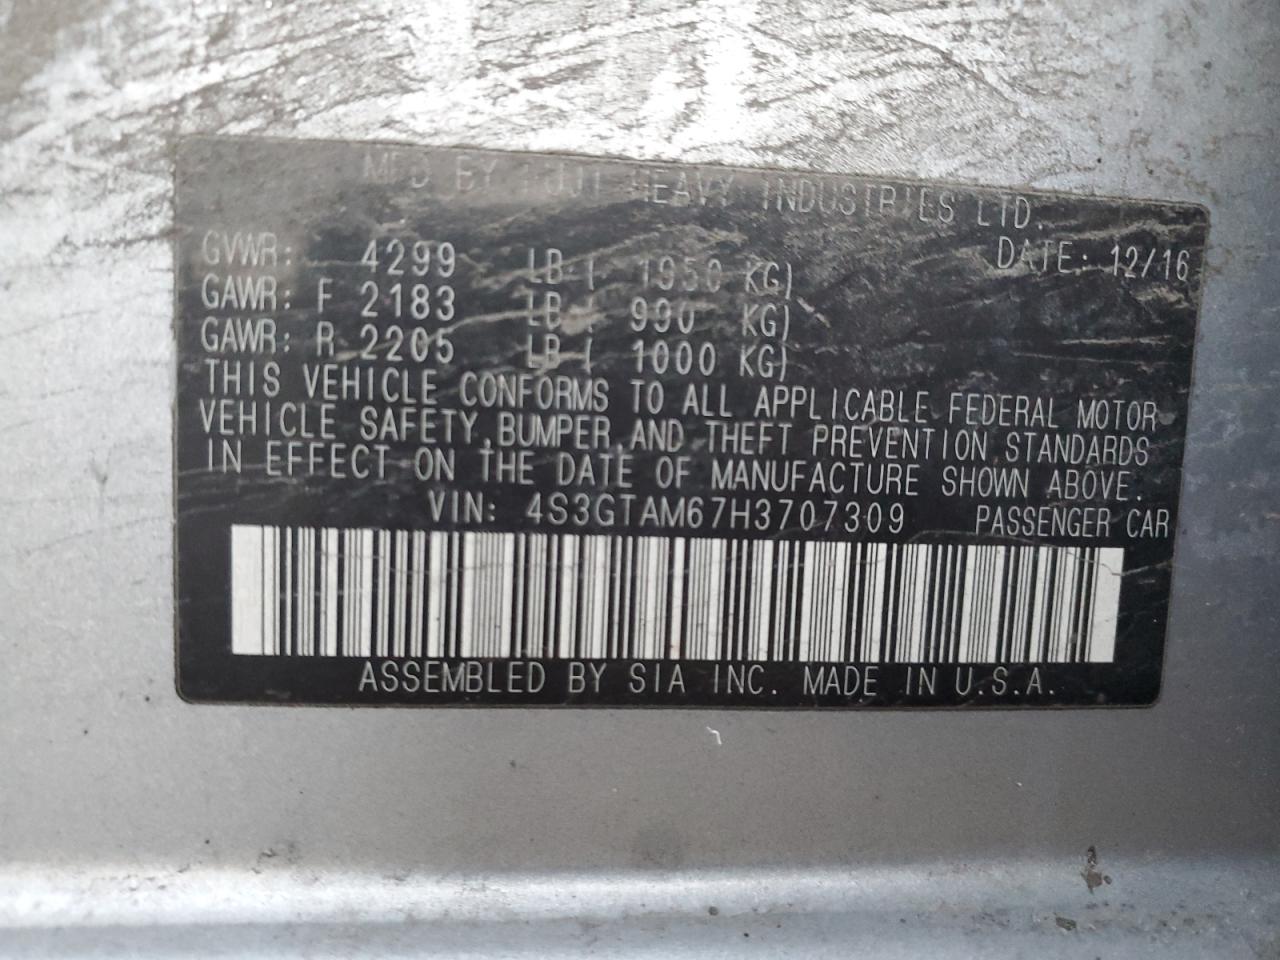 MFD BY FUJI HEAVY INDUSTRIES LTD.
DATE: 12/16
GVWR: 4299 LB ( 1950 KG)
GAWR: F 2183 LB ( 990 KG)
GAWR: R 2205 LB ( 1000 KG)
THIS VEHICLE CONFORMS TO ALL APPLICABLE FEDERAL MOTOR
VEHICLE SAFETY, BUMPER, AND THEFT PREVENTION STANDARDS
IN EFFECT ON THE DATE OF MANUFACTURE SHOWN ABOVE.
VIN: 4S3GTAM67H3707309 PASSENGER CAR
ASSEMBLED BY SIA INC. MADE IN U.S.A.